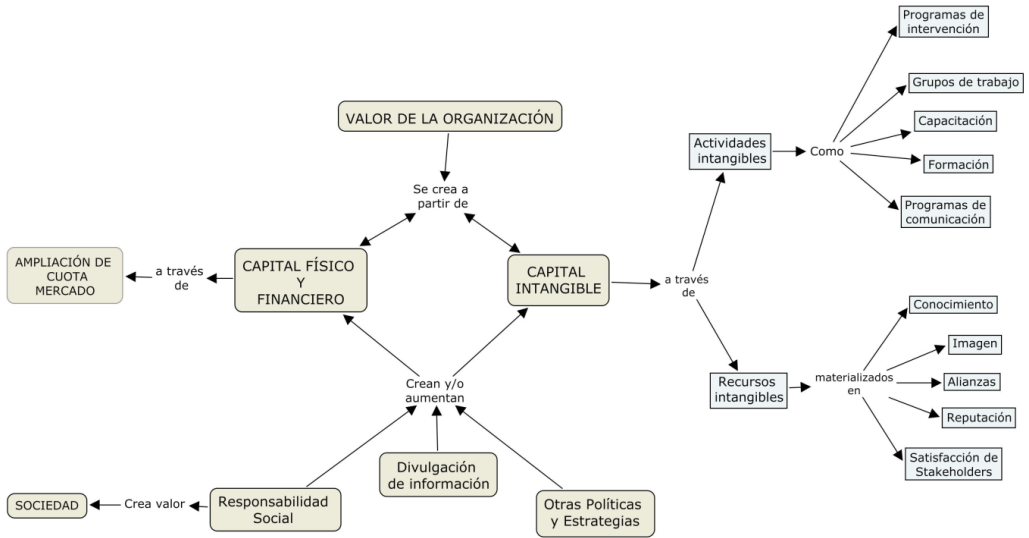 VALOR DE LA ORGANIZACIÓN
Se crea a
partir de
CAPITAL FÍSICO
Y
FINANCIERO
a través
de
AMPLIACIÓN DE
CUOTA
MERCADO
CAPITAL
INTANGIBLE
a través
de
Actividades
intangibles
Como
Programas de
intervención
Grupos de trabajo
Capacitación
Formación
Programas de
comunicación
Recursos
intangibles
materializados
en
Conocimiento
Imagen
Alianzas
Reputación
Satisfacción de
Stakeholders
Crean y/o
aumentan
Divulgación
de información
Responsabilidad
Social
Crea valor
SOCIEDAD
Otras Políticas
y Estrategias